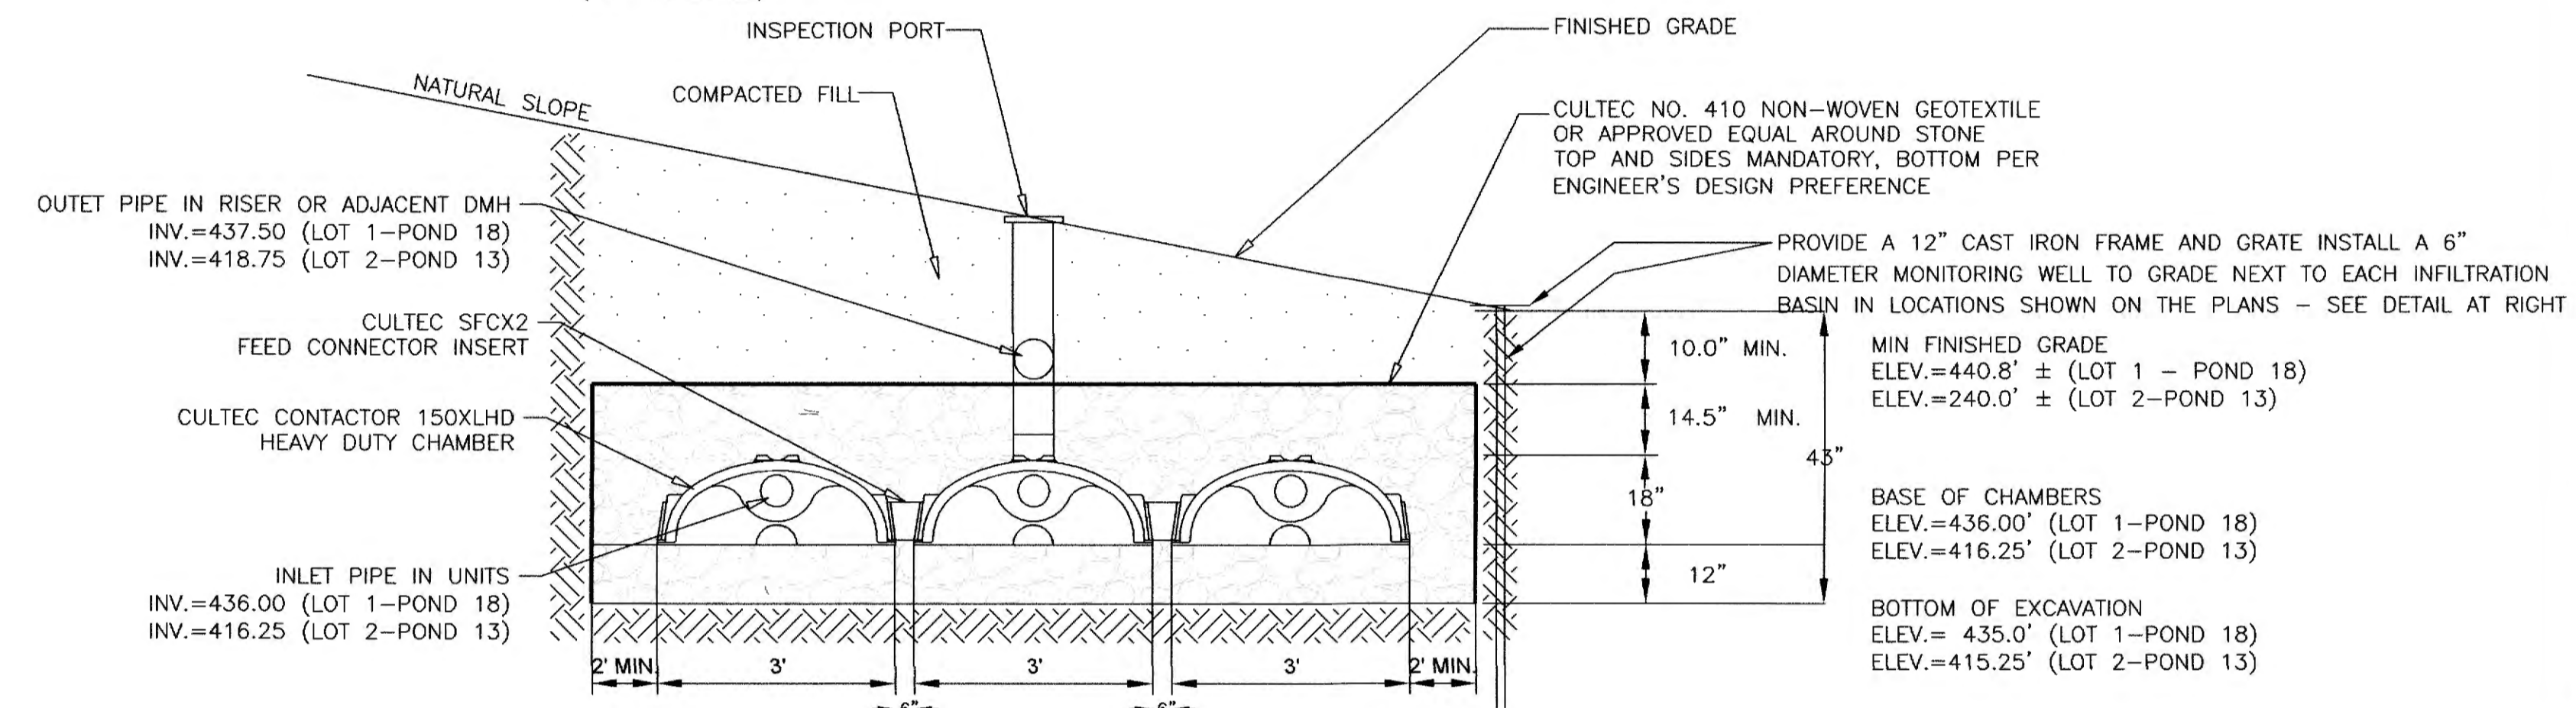 INSPECTION PORT
FINISHED GRADE
NATURAL SLOPE
COMPACTED FILL
CULTEC NO. 410 NON-WOVEN GEOTEXTILE
OR APPROVED EQUAL AROUND STONE
TOP AND SIDES MANDATORY, BOTTOM PER
ENGINEER'S DESIGN PREFERENCE
OUTET PIPE IN RISER OR ADJACENT DMH
INV.=437.50 (LOT 1-POND 18)
INV.=418.75 (LOT 2-POND 13)
PROVIDE A 12" CAST IRON FRAME AND GRATE INSTALL A 6"
DIAMETER MONITORING WELL TO GRADE NEXT TO EACH INFILTRATION
BASIN IN LOCATIONS SHOWN ON THE PLANS - SEE DETAIL AT RIGHT
CULTEC SFCX2
FEED CONNECTOR INSERT
10.0" MIN.
MIN FINISHED GRADE
ELEV.=440.8' ± (LOT 1 - POND 18)
ELEV.=240.0' ± (LOT 2-POND 13)
CULTEC CONTACTOR 150XLHD
HEAVY DUTY CHAMBER
14.5" MIN.
43"
18"
BASE OF CHAMBERS
ELEV.=436.00' (LOT 1-POND 18)
ELEV.=416.25' (LOT 2-POND 13)
INLET PIPE IN UNITS
INV.=436.00 (LOT 1-POND 18)
INV.=416.25 (LOT 2-POND 13)
12"
BOTTOM OF EXCAVATION
ELEV.= 435.0' (LOT 1-POND 18)
ELEV.=415.25' (LOT 2-POND 13)
2' MIN.
3'
3'
3'
2' MIN.
6"
6"